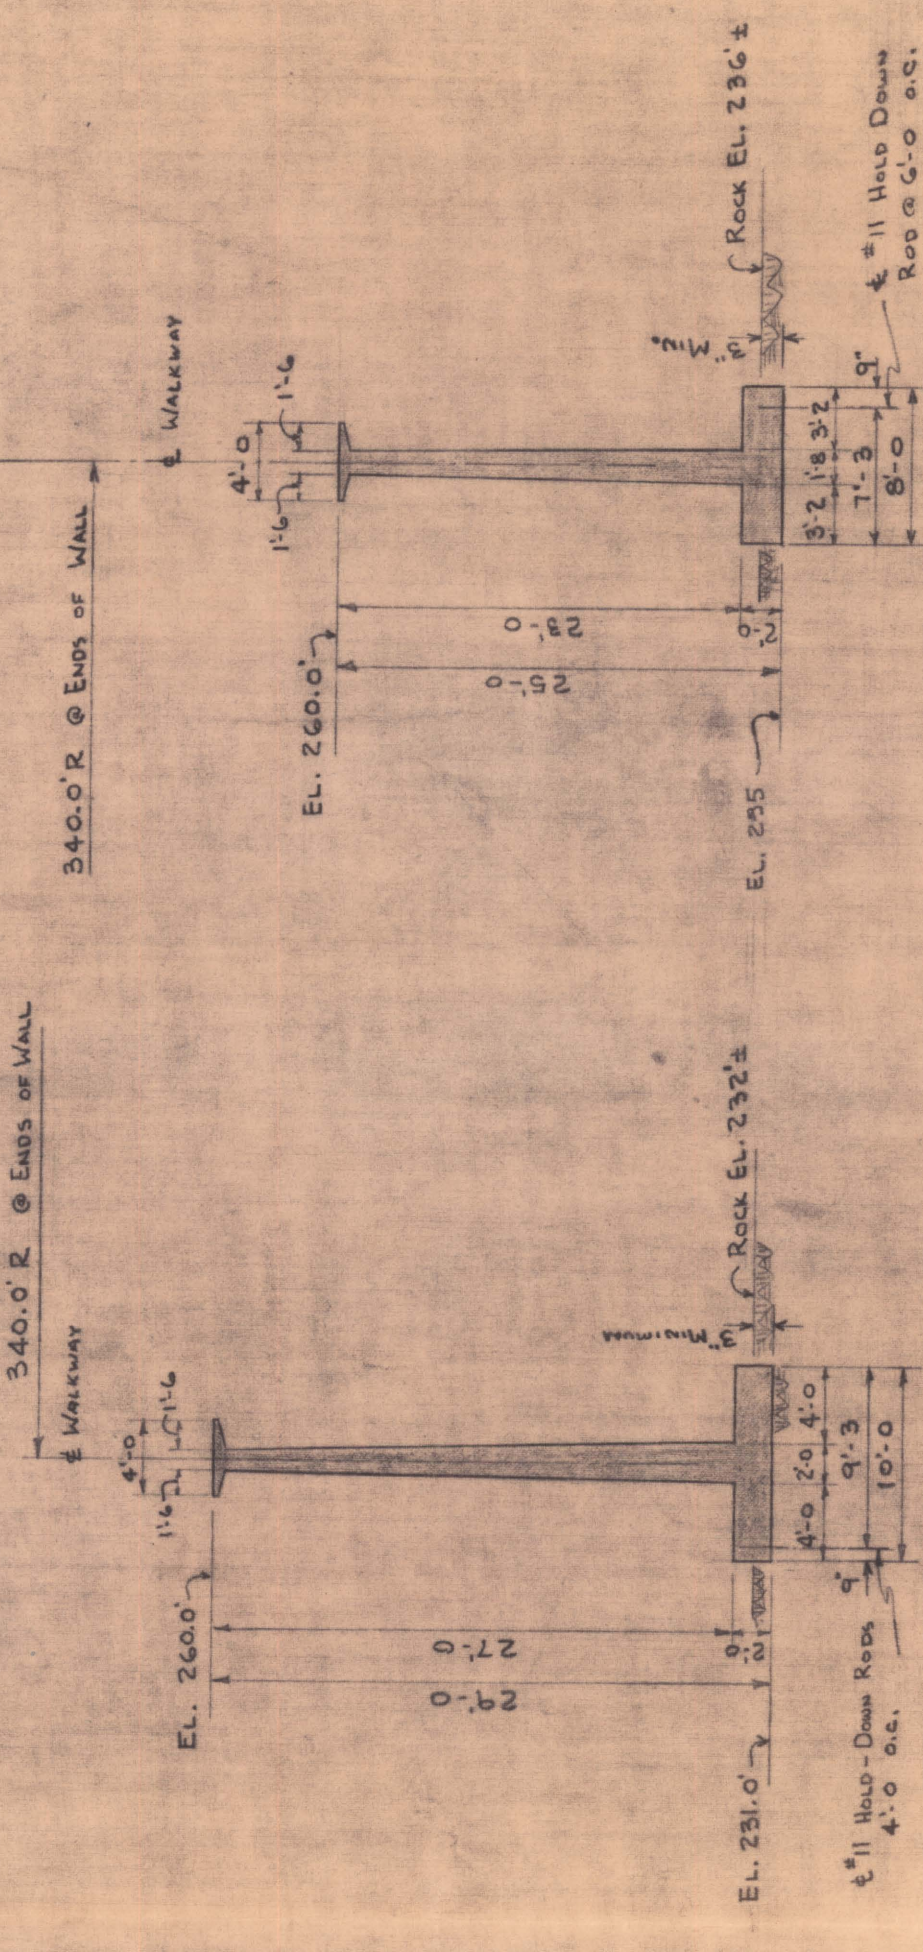 340.0' R @ ENDS OF WALL
℄ WALKWAY
4'-0
1'-6
1'-6
EL. 260.0'
27'-0
2'-0
29'-0
EL. 231.0'
3" MINIMUM
ROCK EL. 232'±
4'-0
2'-0
4'-0
9"
9'-3
10'-0
℄ #11 HOLD-DOWN RODS
4'-0 O.C.
340.0' R @ ENDS OF WALL
℄ WALKWAY
4'-0
1'-6
1'-6
EL. 260.0'
23'-0
2'-0
25'-0
EL. 235
3" MIN.
ROCK EL. 236'±
3'-2
1'-8
3'-2
7'-3
9"
8'-0
℄ #11 HOLD DOWN
ROD @ 6'-0 O.C.